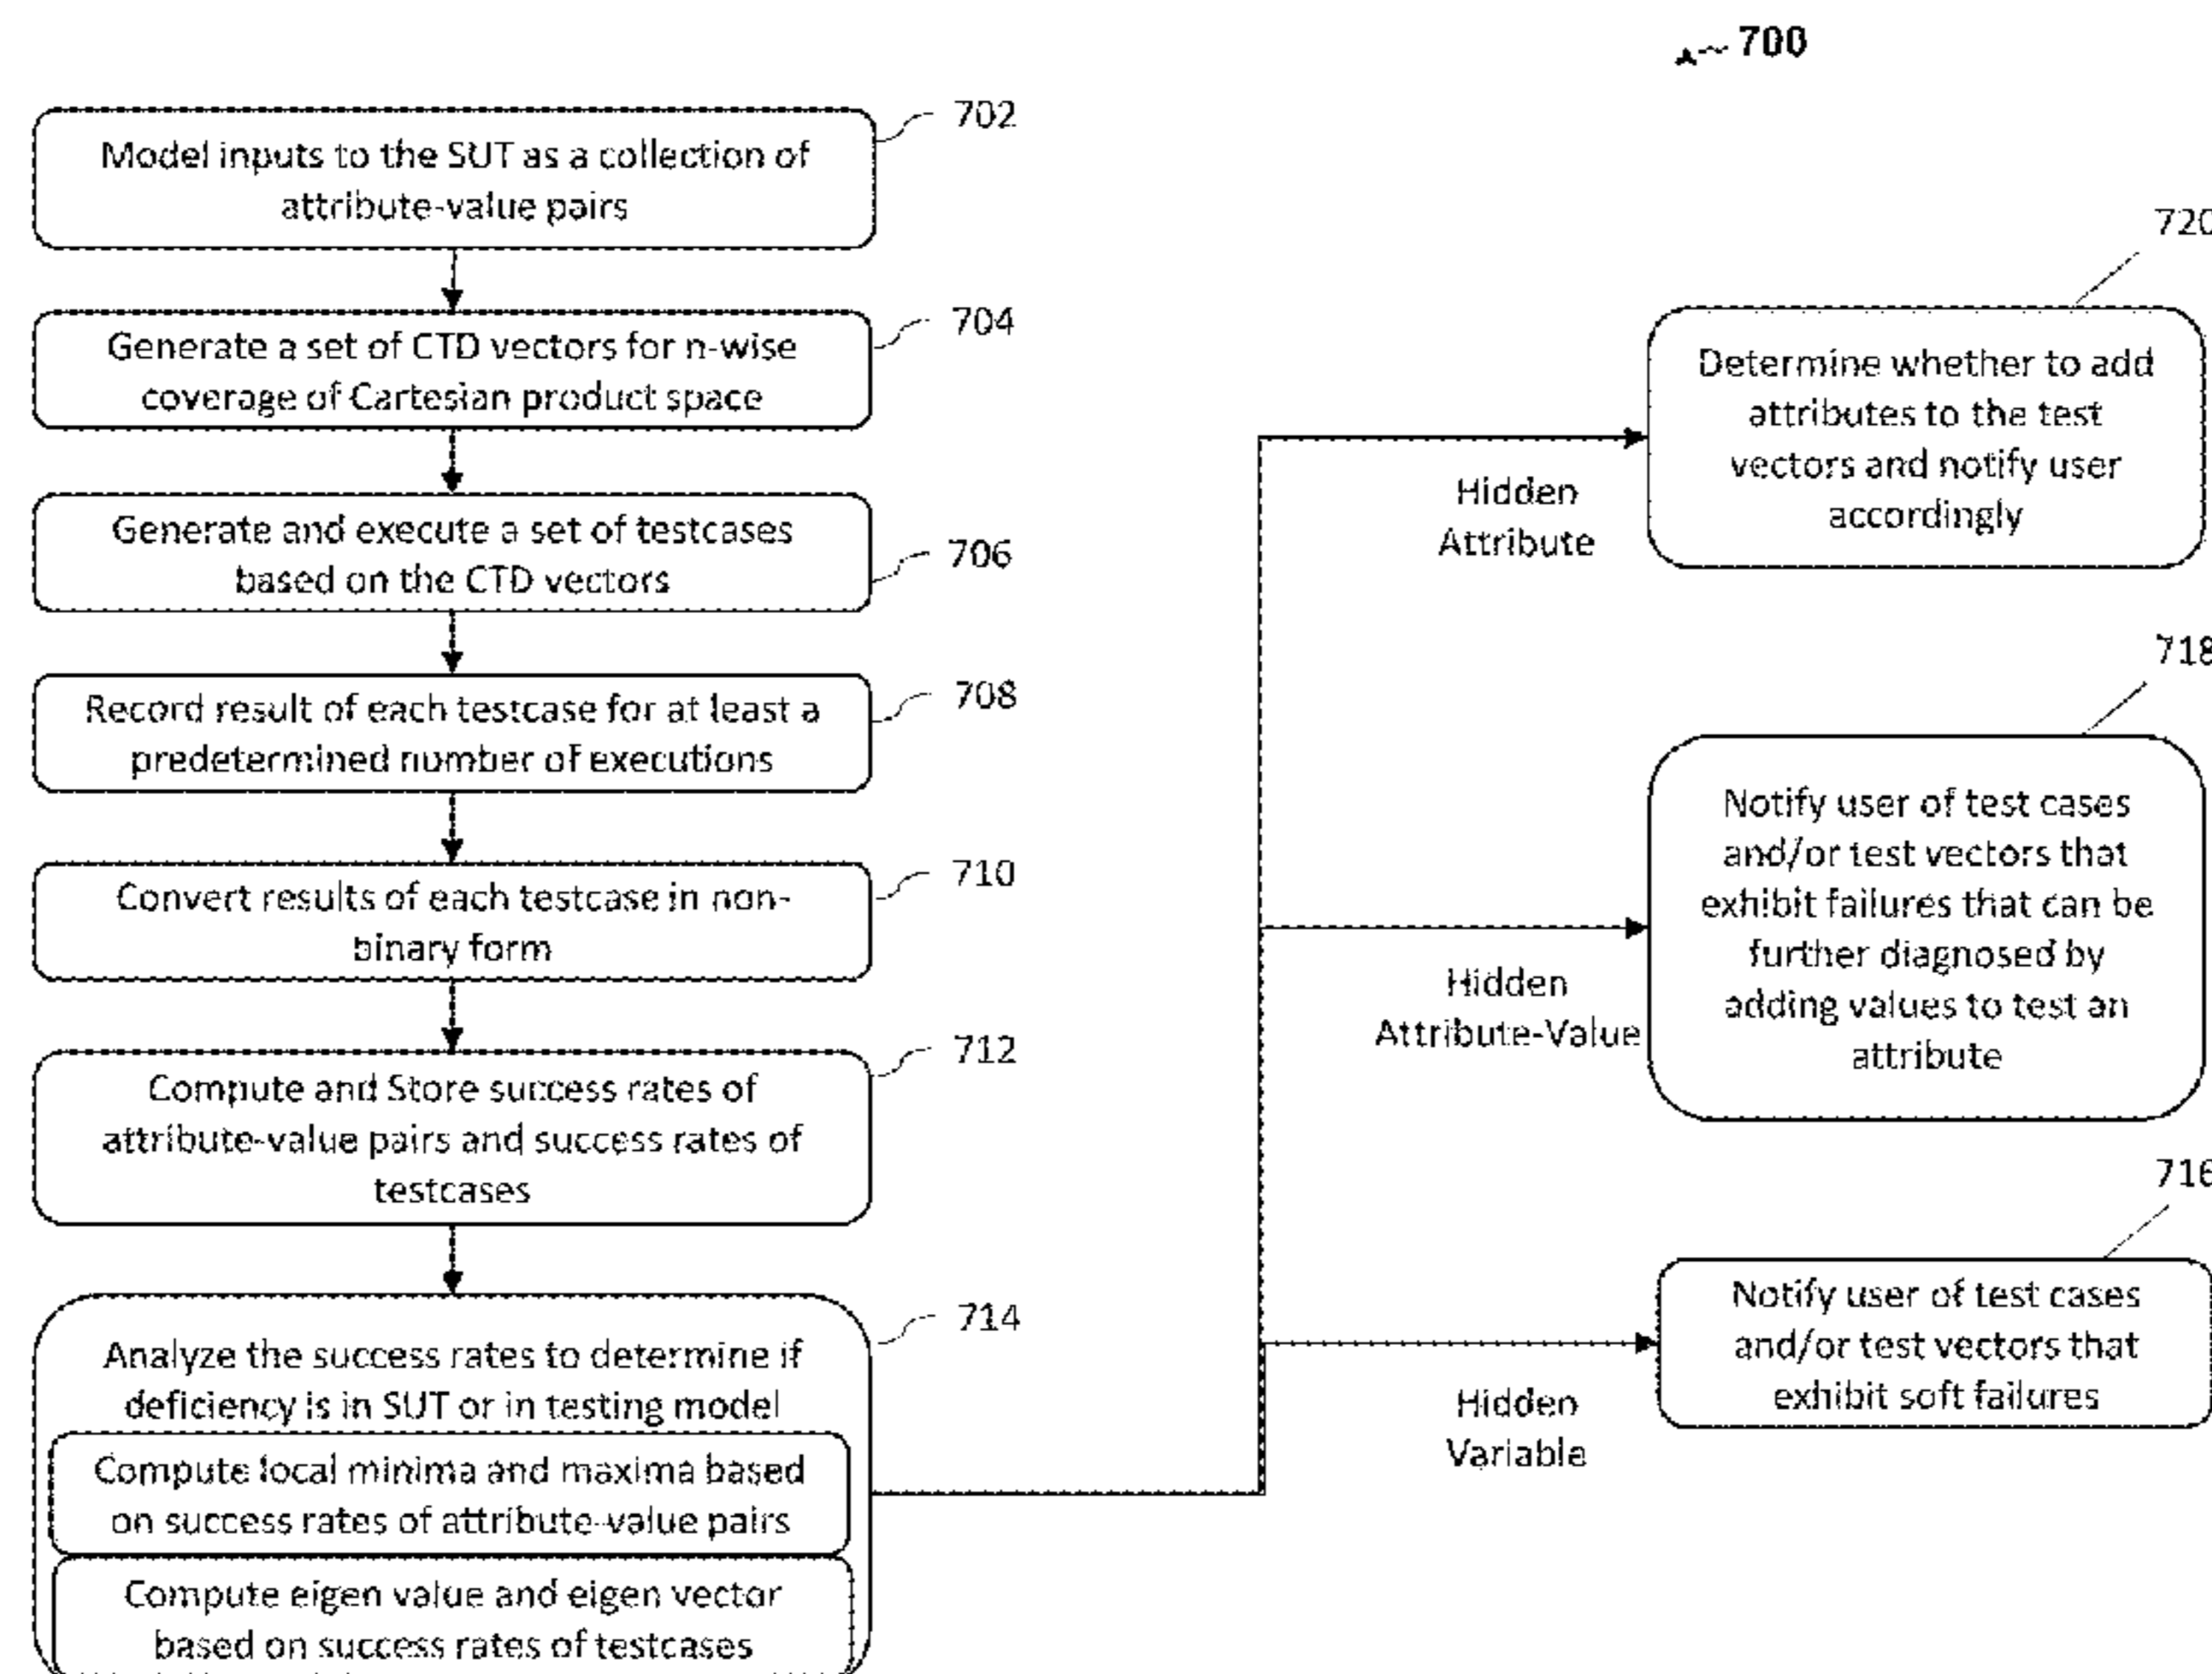 700
702
Model inputs to the SUT as a collection of
attribute-value pairs
704
Generate a set of CTD vectors for n-wise
coverage of Cartesian product space
706
Generate and execute a set of testcases
based on the CTD vectors
708
Record result of each testcase for at least a
predetermined number of executions
710
Convert results of each testcase in non-
binary form
712
Compute and Store success rates of
attribute-value pairs and success rates of
testcases
714
Analyze the success rates to determine if
deficiency is in SUT or in testing model
Compute local minima and maxima based
on success rates of attribute-value pairs
Compute eigen value and eigen vector
based on success rates of testcases
Hidden
Attribute
720
Determine whether to add
attributes to the test
vectors and notify user
accordingly
Hidden
Attribute-Value
718
Notify user of test cases
and/or test vectors that
exhibit failures that can be
further diagnosed by
adding values to test an
attribute
Hidden
Variable
716
Notify user of test cases
and/or test vectors that
exhibit soft failures